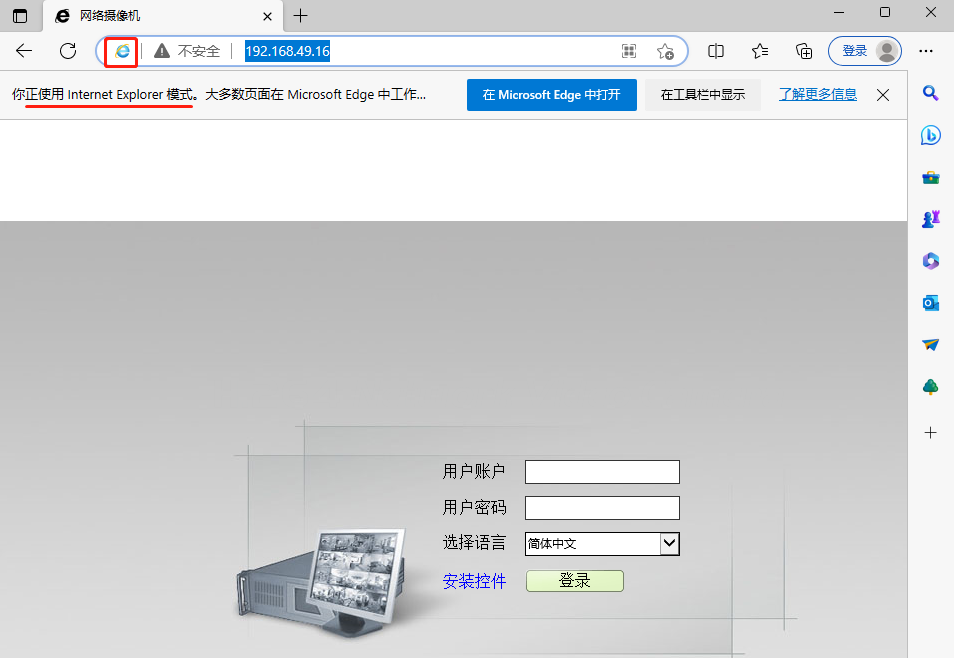 网络摄像机
不安全
192.168.49.16
登录
你正使用 Internet Explorer 模式。大多数页面在 Microsoft Edge 中工作...
在 Microsoft Edge 中打开
在工具栏中显示
了解更多信息
用户账户
用户密码
选择语言
简体中文
安装控件
登录